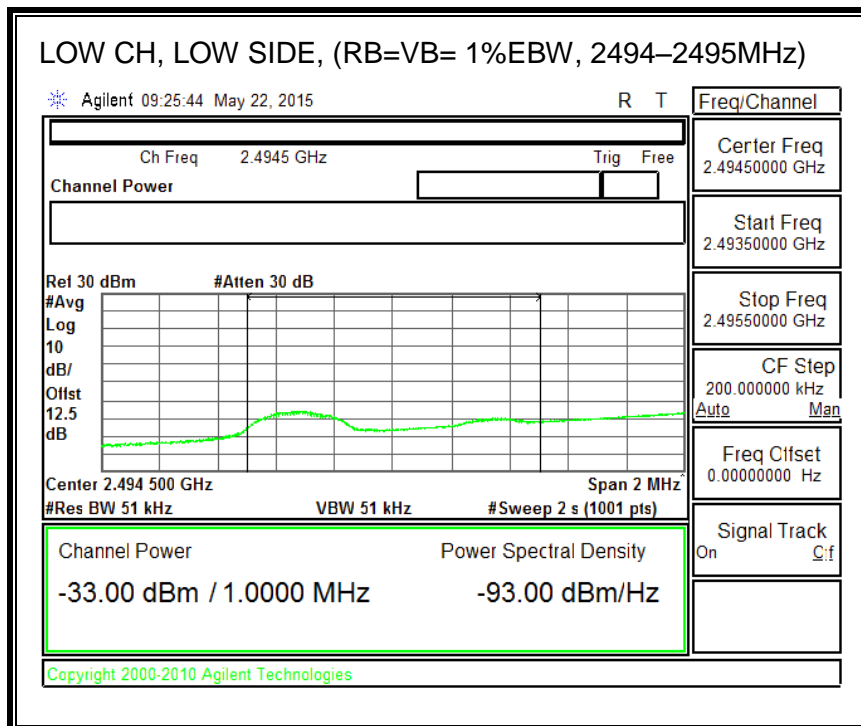 LOW CH, LOW SIDE, (RB=VB= 1%EBW, 2494–2495MHz)
Agilent 09:25:44 May 22, 2015 R T
Ch Freq 2.4945 GHz Trig Free
Channel Power
Ref 30 dBm #Atten 30 dB
#Avg
Log
10
dB/
Offst
12.5
dB
Center 2.494 500 GHz Span 2 MHz^
#Res BW 51 kHz VBW 51 kHz #Sweep 2 s (1001 pts)
Channel Power Power Spectral Density
-33.00 dBm / 1.0000 MHz -93.00 dBm/Hz
Copyright 2000-2010 Agilent Technologies
Freq/Channel
Center Freq
2.49450000 GHz
Start Freq
2.49350000 GHz
Stop Freq
2.49550000 GHz
CF Step
200.000000 kHz
Auto Man
Freq Offset
0.00000000 Hz
Signal Track
On Off